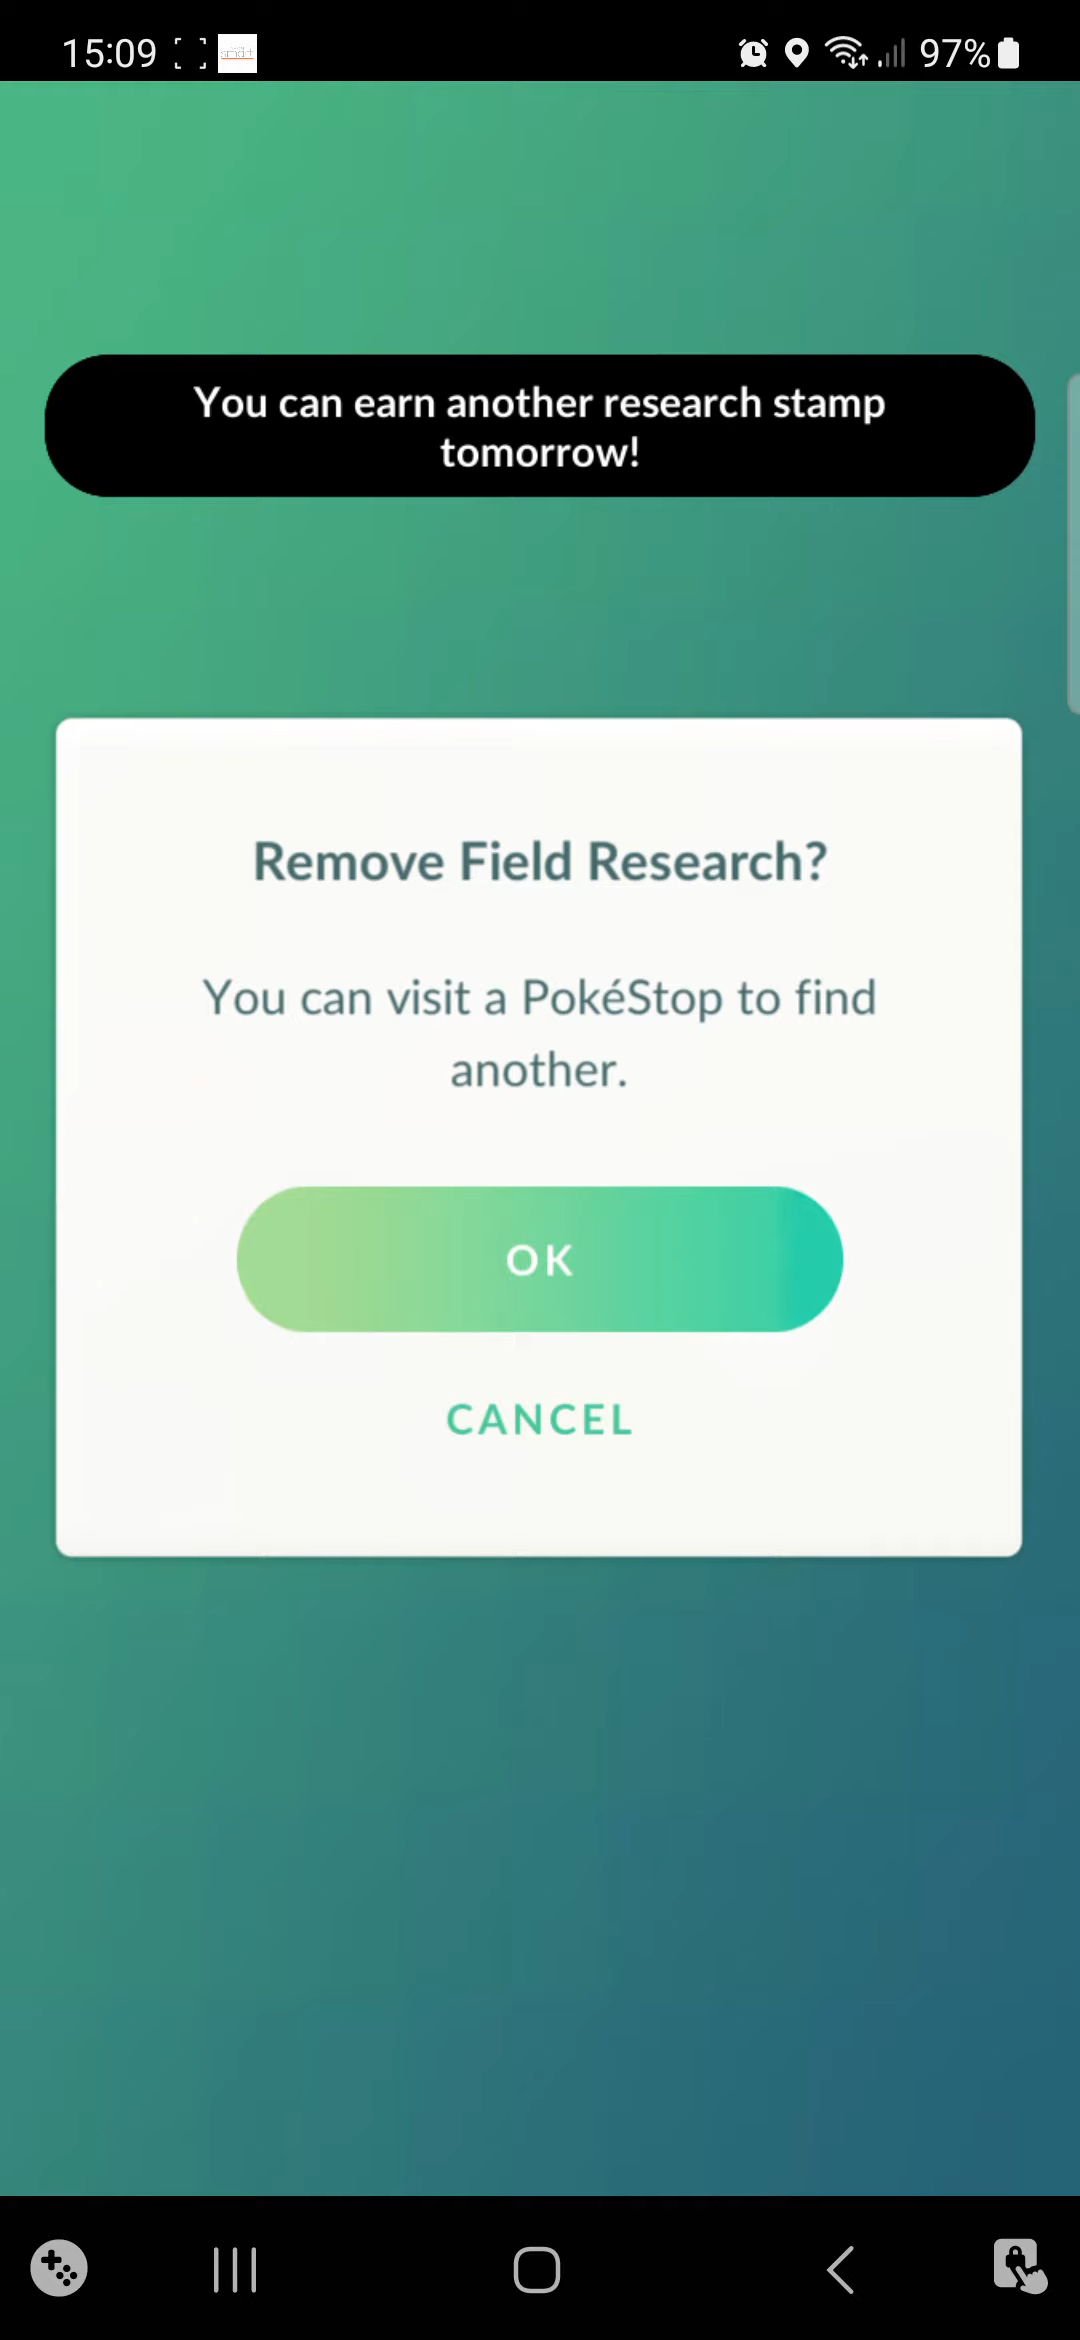 15:09
97%
You can earn another research stamp
tomorrow!
Remove Field Research?
You can visit a PokéStop to find
another.
OK
CANCEL